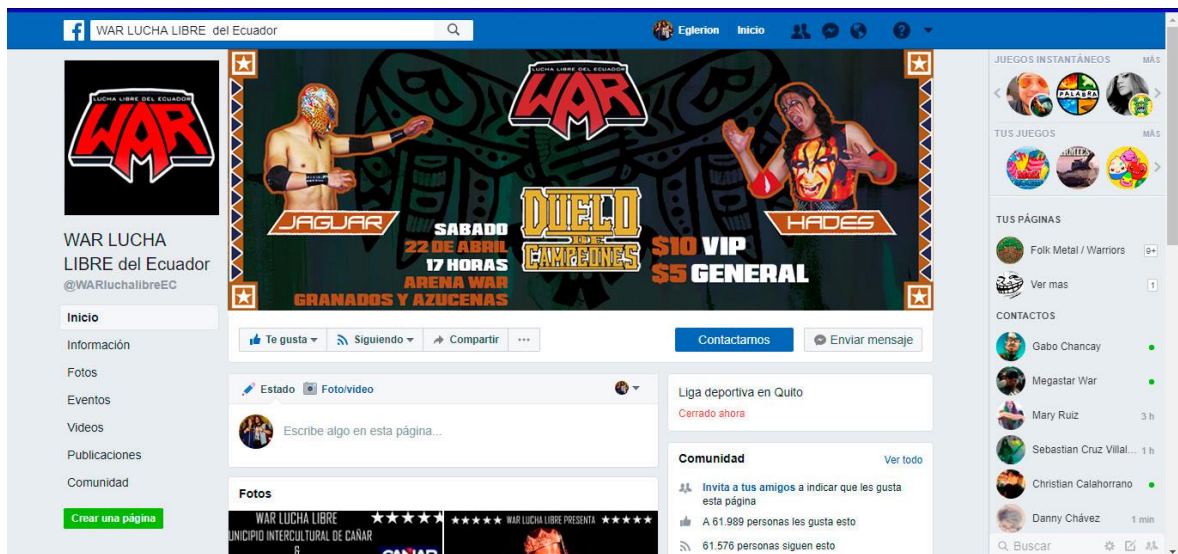 WAR LUCHA LIBRE del Ecuador
Eglerion
Inicio
LUCHA LIBRE DEL ECUADOR
WAR
WAR LUCHA
LIBRE del Ecuador
@WARluchalibreEC
Inicio
Información
Fotos
Eventos
Videos
Publicaciones
Comunidad
Crear una página
LUCHA LIBRE DEL ECUADOR
WAR
JAGUAR
HADES
DUELO
DE
CAMPEONES
SABADO
22 DE ABRIL
17 HORAS
ARENA WAR
GRANADOS Y AZUCENAS
$10 VIP
$5 GENERAL
Te gusta
Siguiendo
Compartir
Contactarnos
Enviar mensaje
Estado
Foto/video
Escribe algo en esta página...
Fotos
WAR LUCHA LIBRE
UNICIPIO INTERCULTURAL DE CAÑAR
&
CAÑAR
WAR LUCHA LIBRE PRESENTA
Liga deportiva en Quito
Cerrado ahora
Comunidad
Ver todo
Invita a tus amigos a indicar que les gusta
esta página
A 61.989 personas les gusta esto
61.576 personas siguen esto
JUEGOS INSTANTÁNEOS
MÁS
PALABRA
TUS JUEGOS
MÁS
ARMIES
TUS PÁGINAS
Folk Metal / Warriors
9+
Ver mas
1
CONTACTOS
Gabo Chancay
Megastar War
Mary Ruiz
3 h
Sebastian Cruz Villal...
1 h
Christian Calahorrano
Danny Chávez
1 min
Buscar